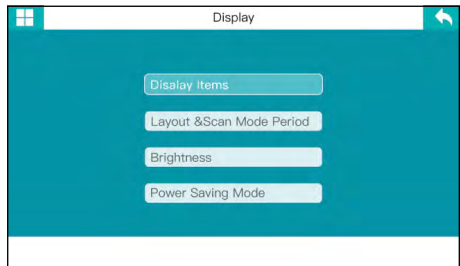 Display
Disalay Items
Layout &Scan Mode Period
Brightness
Power Saving Mode